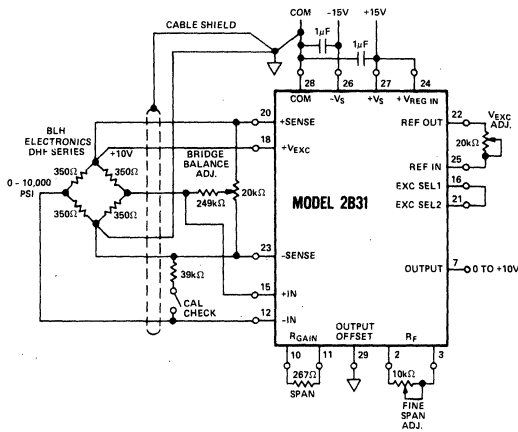 COM -15V +15V
CABLE SHIELD
1µF
1µF
28 26 27 24
COM -VS +VS +VREG IN
20 +SENSE
22 REF OUT
VEXC ADJ.
20kΩ
BLH ELECTRONICS DHF SERIES
18 +VEXC
+10V
350Ω 350Ω
BRIDGE BALANCE ADJ.
25 REF IN
16 EXC SEL1
0 - 10,000 PSI
20kΩ
249kΩ
MODEL 2B31
21 EXC SEL2
350Ω 350Ω
23 -SENSE
39kΩ
OUTPUT 7 0 TO +10V
15 +IN
CAL CHECK
12 -IN
RGAIN OUTPUT OFFSET RF
10 11 29 2 3
267Ω
SPAN
10kΩ
FINE SPAN ADJ.